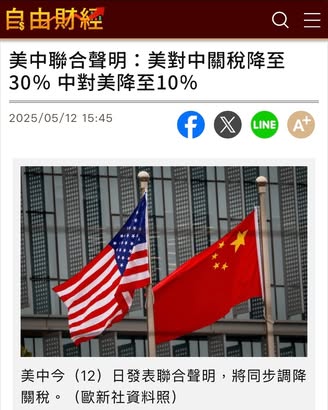 自由財經
美中聯合聲明：美對中關稅降至
30% 中對美降至10%
2025/05/12 15:45
LINE
A+
美中今（12）日發表聯合聲明，將同步調降
關稅。（歐新社資料照）